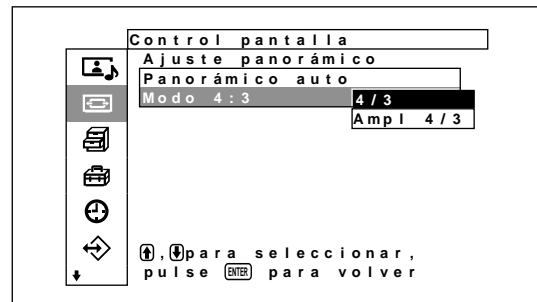 Control pantalla
Ajuste panorámico
Panorámico auto
Modo 4:3
4/3
Ampl 4/3
, para seleccionar,
pulse ENTER para volver